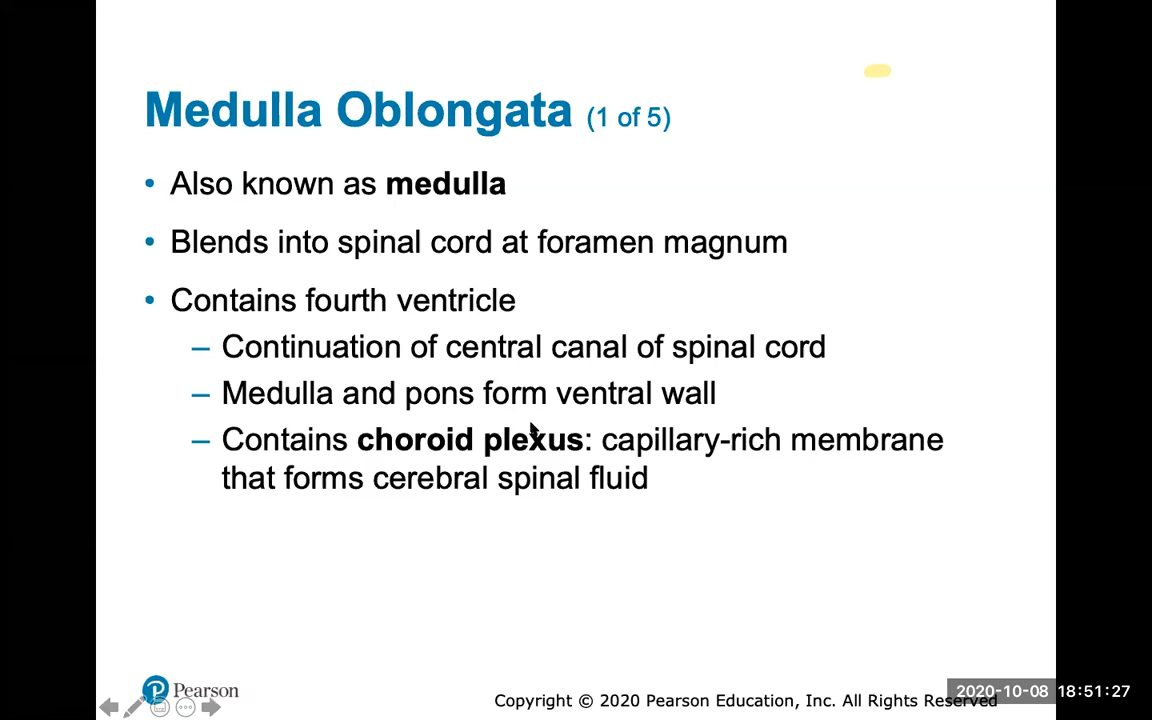 Medulla Oblongata (1 of 5)
• Also known as medulla
• Blends into spinal cord at foramen magnum
• Contains fourth ventricle
– Continuation of central canal of spinal cord
– Medulla and pons form ventral wall
– Contains choroid plexus: capillary-rich membrane
that forms cerebral spinal fluid
P Pearson
Copyright © 2020 Pearson Education, Inc. All Rights Reserved
2020-10-08 18:51:27